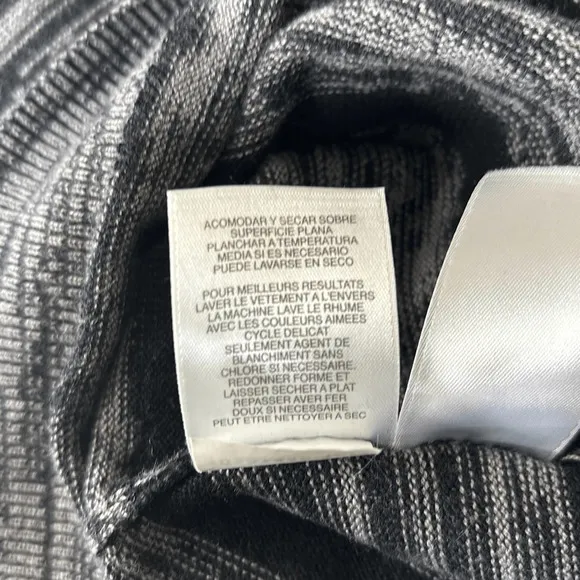 ACOMODAR Y SECAR SOBRE
SUPERFICIE PLANA
PLANCHAR A TEMPERATURA
MEDIA SI ES NECESARIO
PUEDE LAVARSE EN SECO
POUR MEILLEURS RESULTATS
LAVER LE VETEMENT A L'ENVERS
LA MACHINE LAVE LE RHUME
AVEC LES COULEURS AIMEES
CYCLE DELICAT
SEULEMENT AGENT DE
BLANCHIMENT SANS
CHLORE SI NECESSAIRE.
REDONNER FORME ET
LAISSER SECHER A PLAT
REPASSER AVER FER
DOUX SI NECESSAIRE
PEUT ETRE NETTOYER A SEC